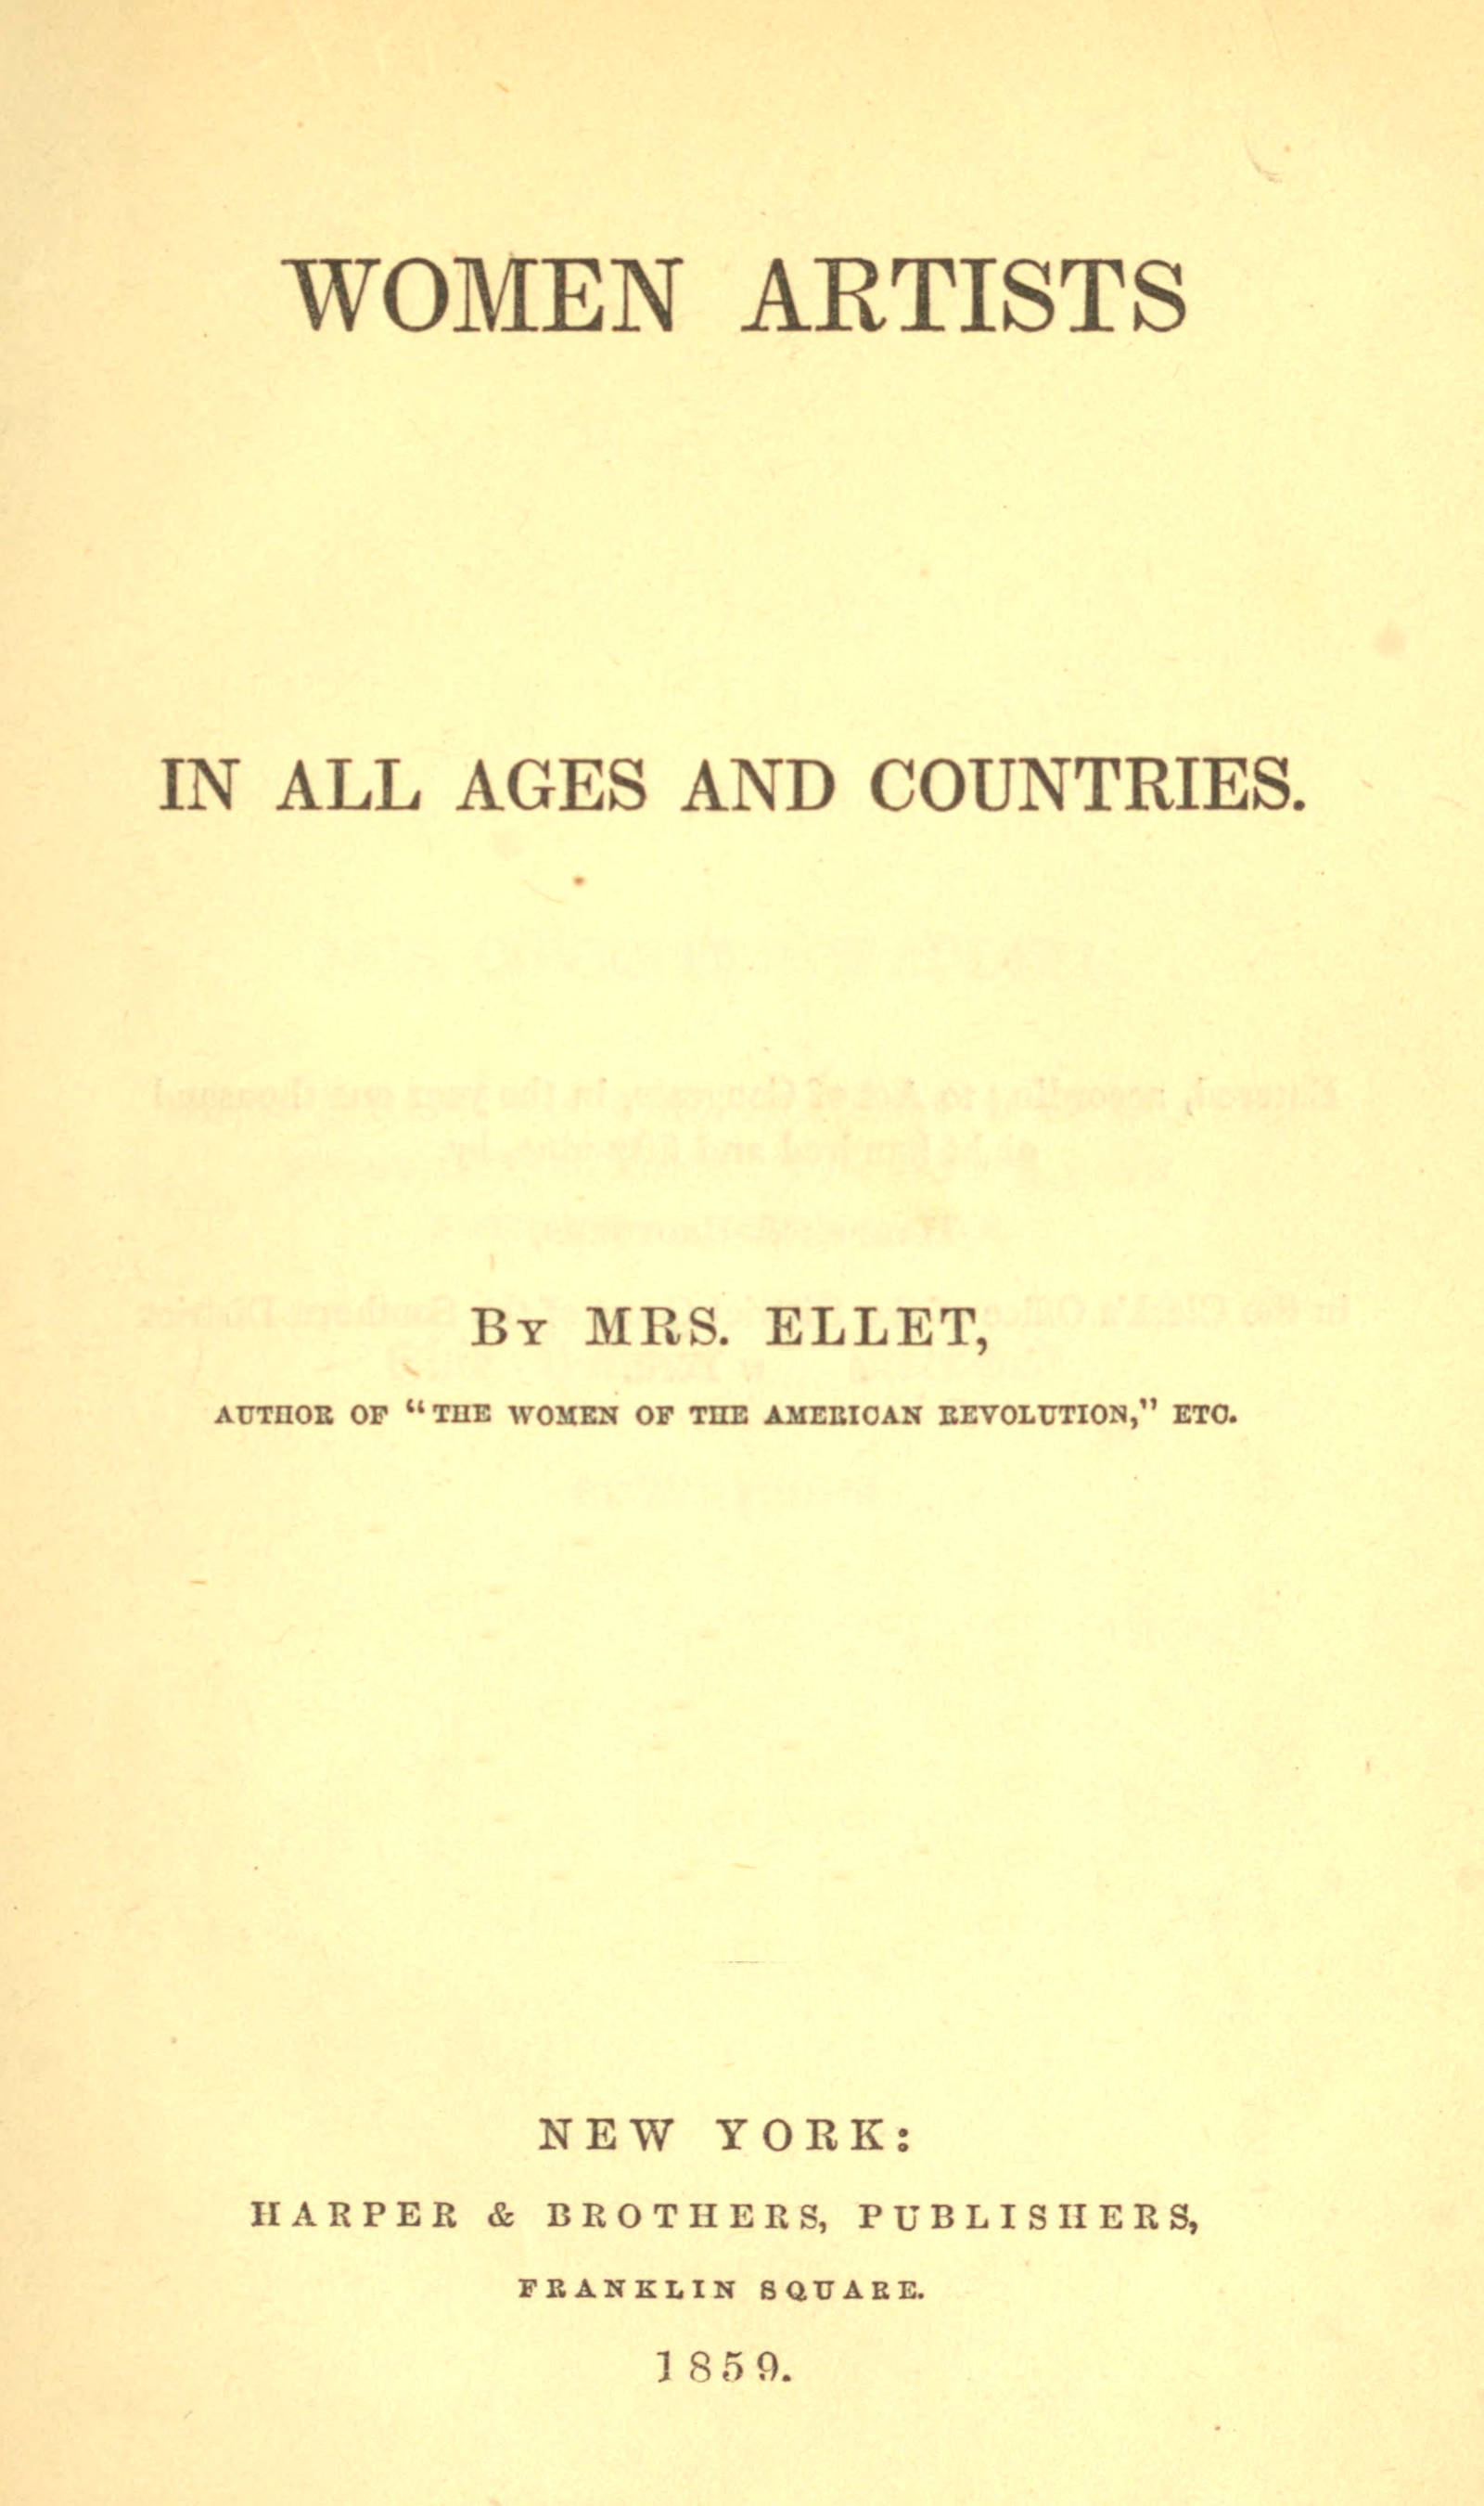 WOMEN ARTISTS
IN ALL AGES AND COUNTRIES.
BY MRS. ELLET,
AUTHOR OF “THE WOMEN OF THE AMERICAN REVOLUTION,” ETC.
NEW YORK:
HARPER & BROTHERS, PUBLISHERS,
FRANKLIN SQUARE.
1859.